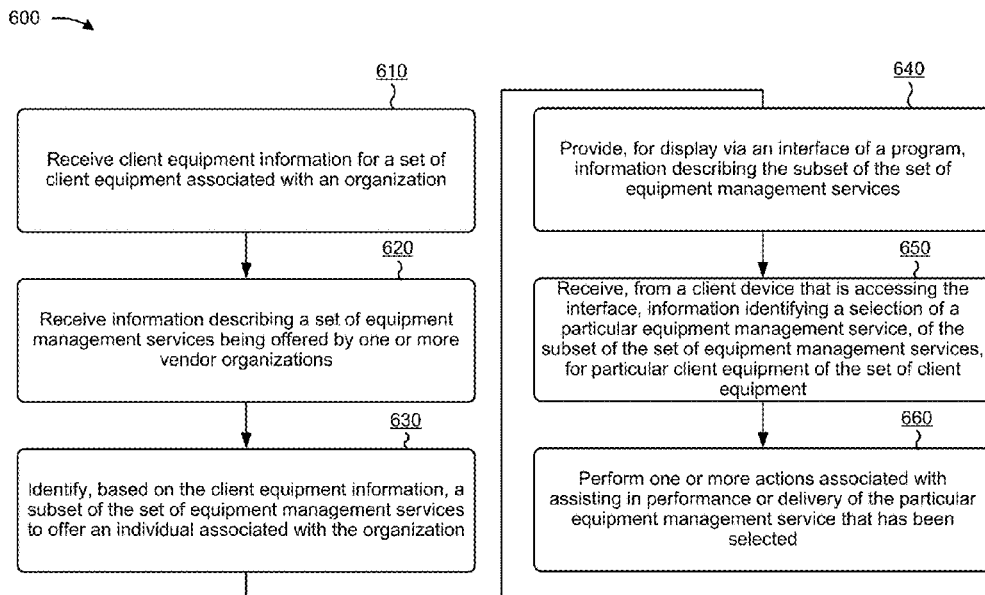 600
610
Receive client equipment information for a set of
client equipment associated with an organization
620
Receive information describing a set of equipment
management services being offered by one or more
vendor organizations
630
Identify, based on the client equipment information, a
subset of the set of equipment management services
to offer an individual associated with the organization
640
Provide, for display via an interface of a program,
information describing the subset of the set of
equipment management services
650
Receive, from a client device that is accessing the
interface, information identifying a selection of a
particular equipment management service, of the
subset of the set of equipment management services,
for particular client equipment of the set of client
equipment
660
Perform one or more actions associated with
assisting in performance or delivery of the particular
equipment management service that has been
selected